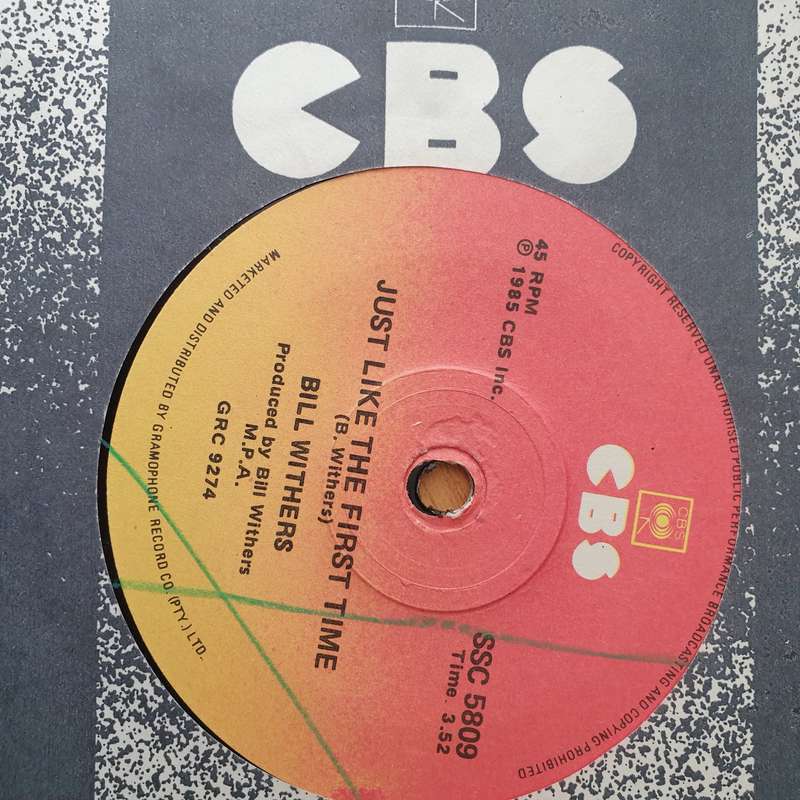 CBS
COPYRIGHT RESERVED UNAUTHORISED PUBLIC PERFORMANCE BROADCASTING AND COPYING PROHIBITED
CBS
CBS
45 RPM
℗ 1985 CBS Inc.
SSC 5809
Time. 3.52
JUST LIKE THE FIRST TIME
(B. Withers)
BILL WITHERS
Produced by Bill Withers
M.P.A.
GRC 9274
MARKETED AND DISTRIBUTED BY GRAMOPHONE RECORD CO. (PTY.) LTD.